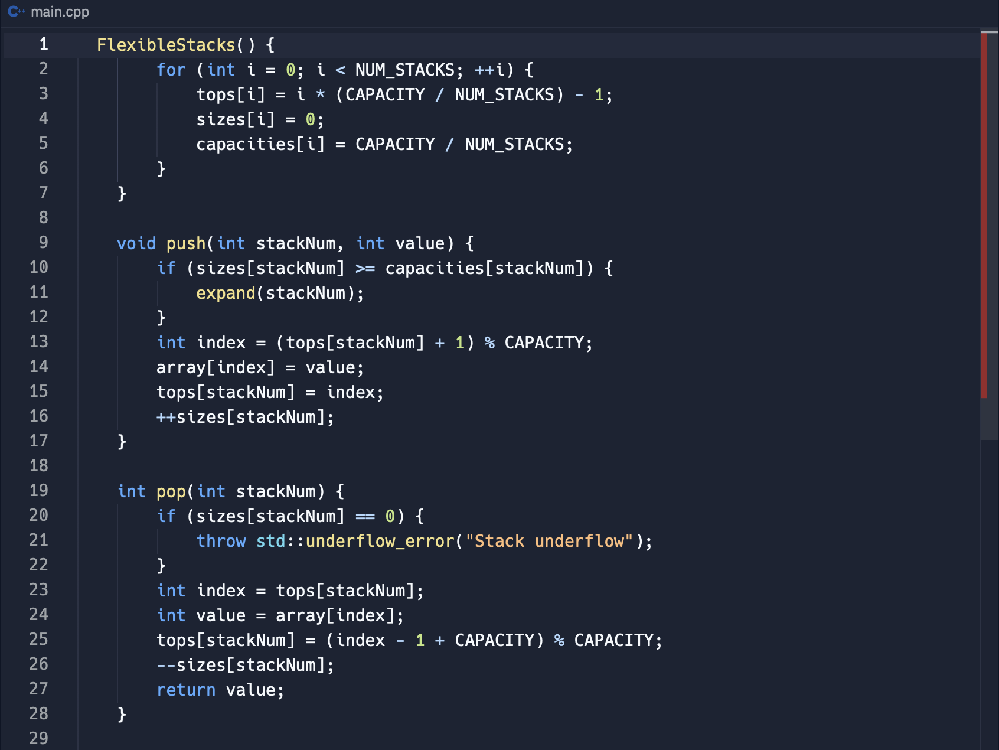 main.cpp
1 FlexibleStacks() {
2 for (int i = 0; i < NUM_STACKS; ++i) {
3 tops[i] = i * (CAPACITY / NUM_STACKS) - 1;
4 sizes[i] = 0;
5 capacities[i] = CAPACITY / NUM_STACKS;
6 }
7 }
8
9 void push(int stackNum, int value) {
10 if (sizes[stackNum] >= capacities[stackNum]) {
11 expand(stackNum);
12 }
13 int index = (tops[stackNum] + 1) % CAPACITY;
14 array[index] = value;
15 tops[stackNum] = index;
16 ++sizes[stackNum];
17 }
18
19 int pop(int stackNum) {
20 if (sizes[stackNum] == 0) {
21 throw std::underflow_error("Stack underflow");
22 }
23 int index = tops[stackNum];
24 int value = array[index];
25 tops[stackNum] = (index - 1 + CAPACITY) % CAPACITY;
26 --sizes[stackNum];
27 return value;
28 }
29